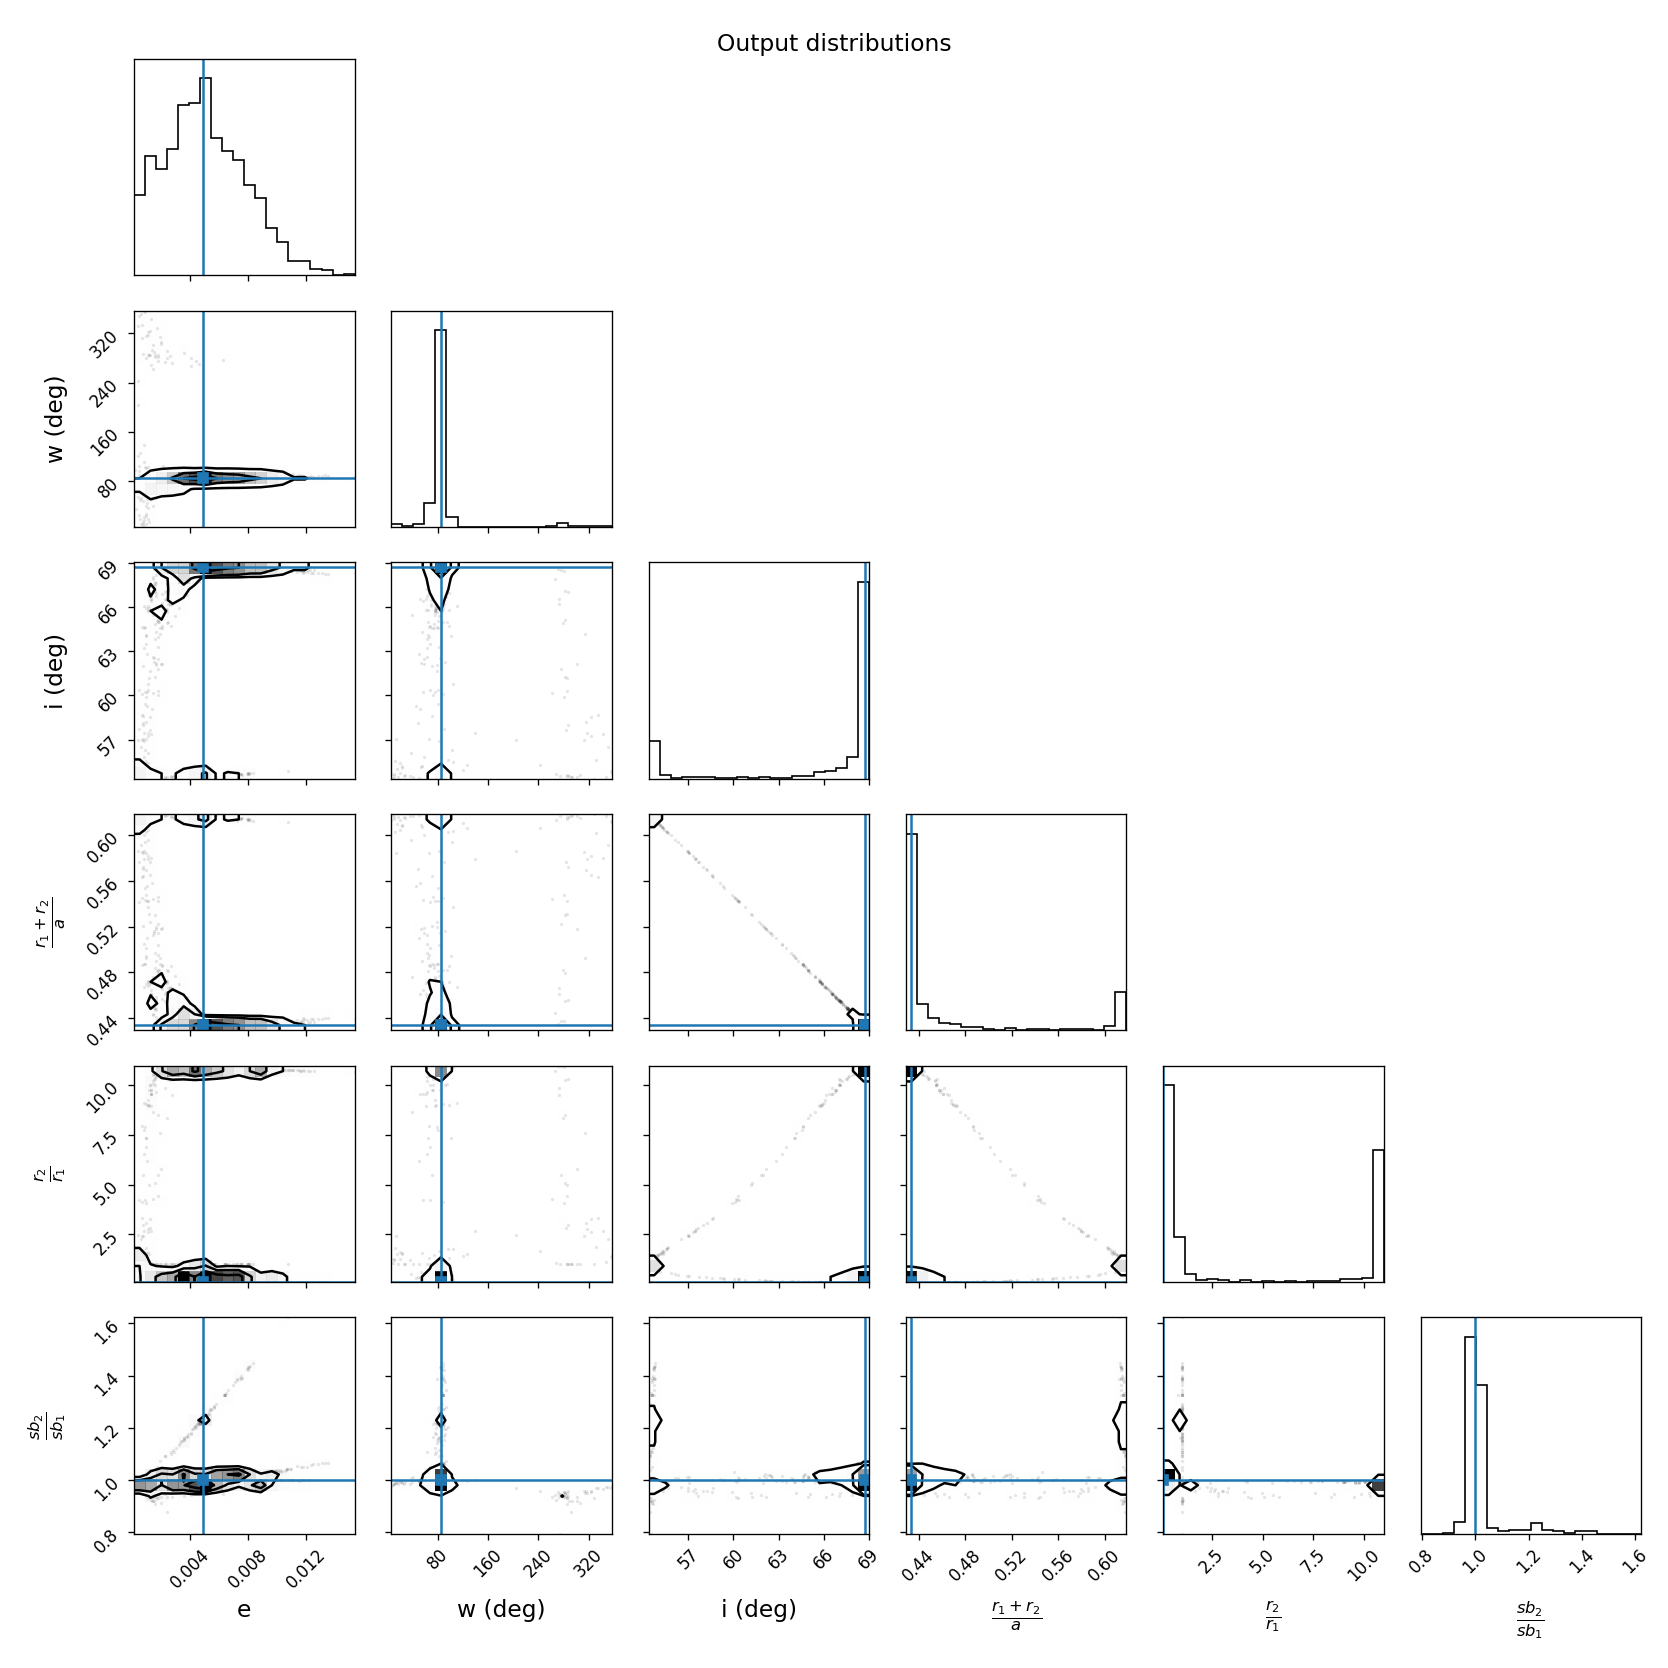 Output distributions
320
240
160
80
w (deg)
69
66
63
60
57
i (deg)
0.60
0.56
0.52
0.48
0.44
r₁ + r₂
a
10.0
7.5
5.0
2.5
r₂
r₁
1.6
1.4
1.2
1.0
0.8
sb₂
sb₁
0.004 0.008 0.012 80 160 240 320 57 60 63 66 69 0.44 0.48 0.52 0.56 0.60 2.5 5.0 7.5 10.0 0.8 1.0 1.2 1.4 1.6
e w (deg) i (deg)
r₁ + r₂
a
r₂
r₁
sb₂
sb₁